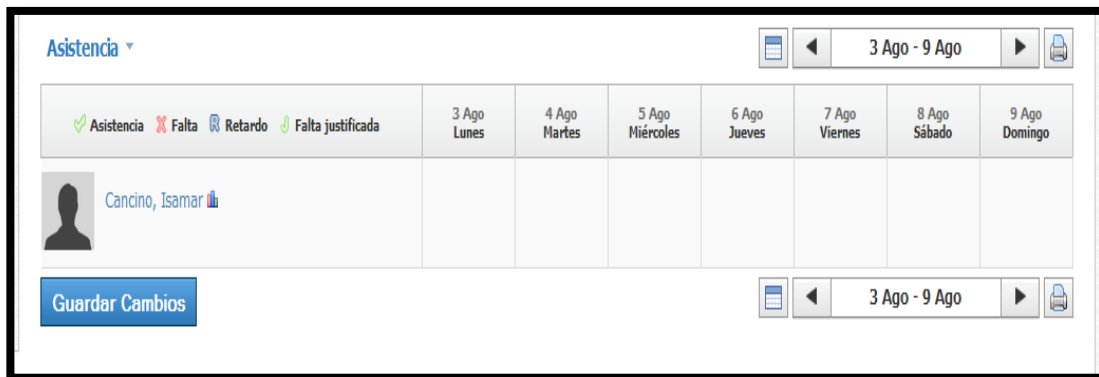 Asistencia
3 Ago - 9 Ago
Asistencia Falta R Retardo Falta justificada
3 Ago Lunes
4 Ago Martes
5 Ago Miércoles
6 Ago Jueves
7 Ago Viernes
8 Ago Sábado
9 Ago Domingo
Cancino, Isamar
Guardar Cambios
3 Ago - 9 Ago